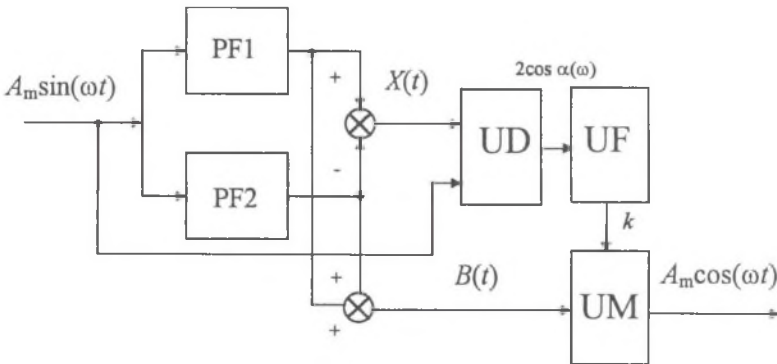 PF1
A_m sin(ωt)
+
X(t)
2cos α(ω)
UD
UF
-
PF2
k
+
B(t)
A_m cos(ωt)
UM
+